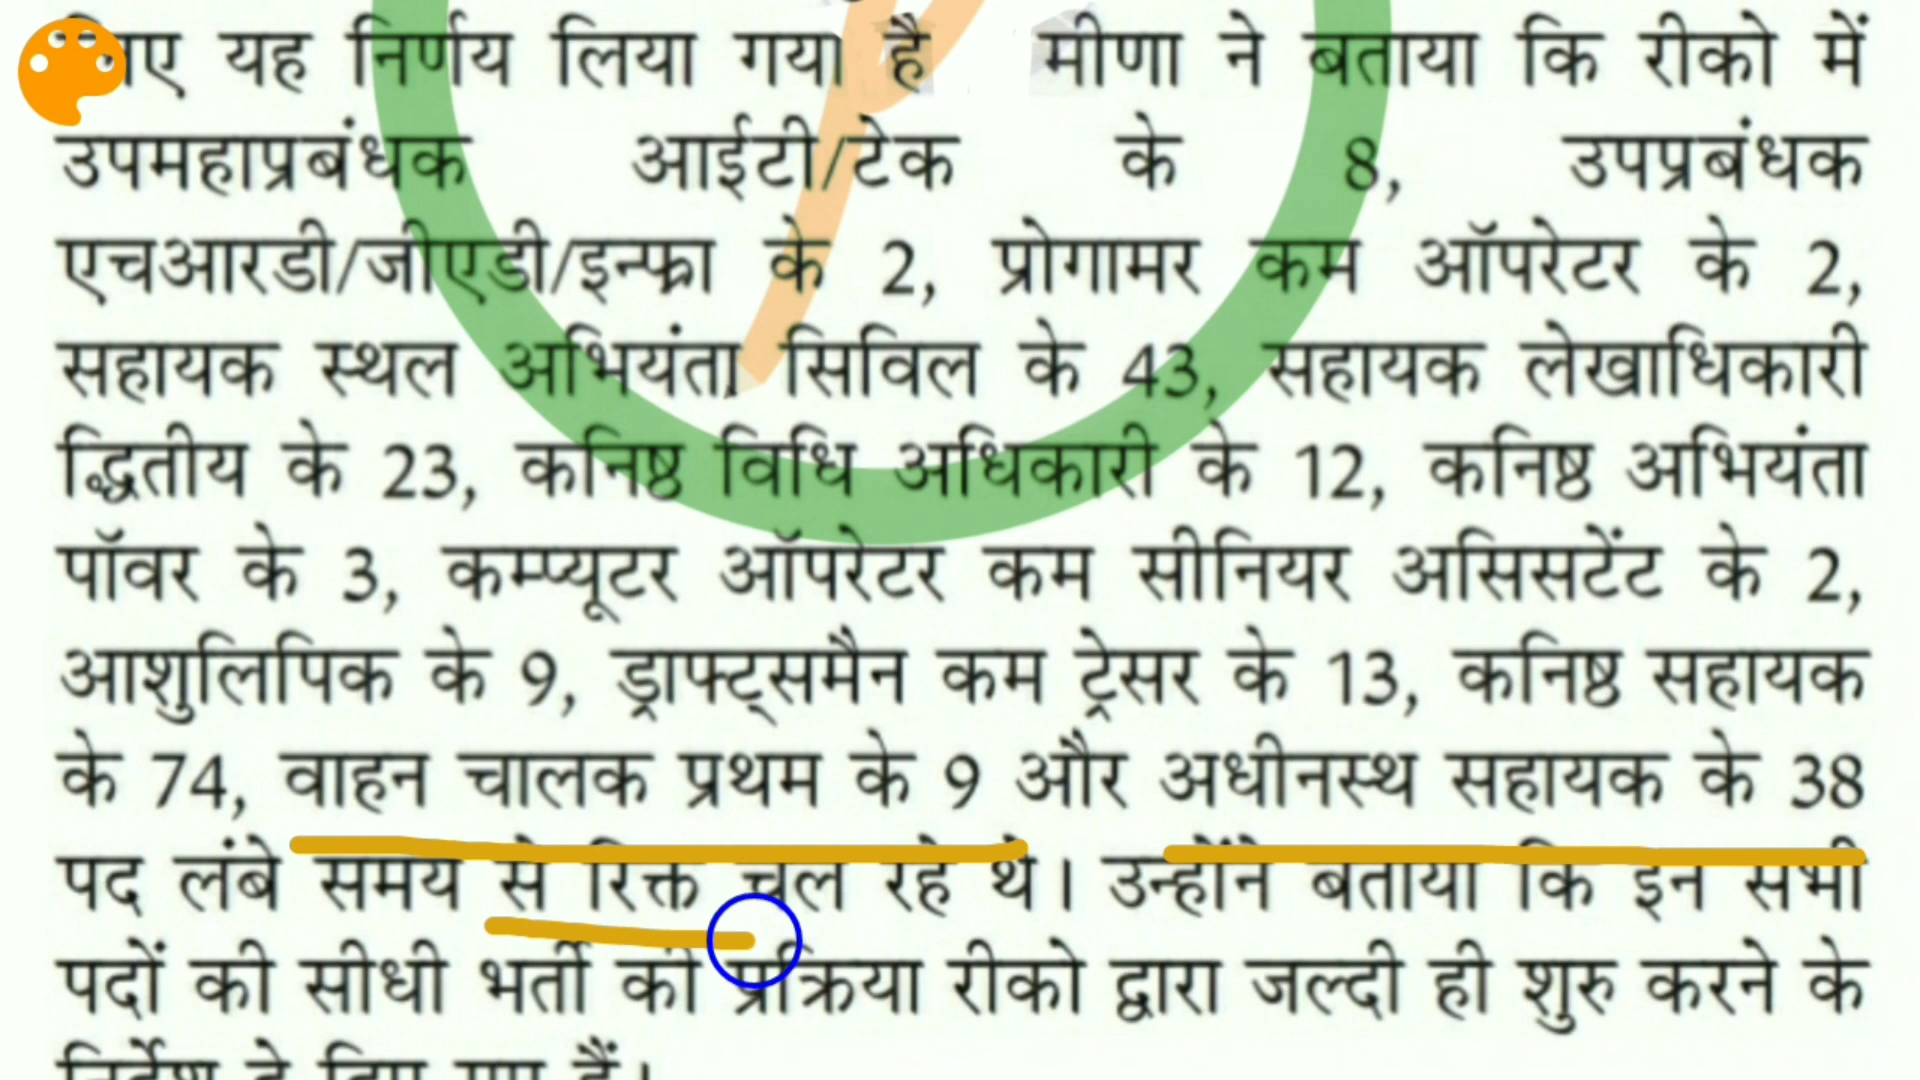 यह निर्णय लिया गया है मीणा ने बताया कि रीको में
उपमहाप्रबंधक आईटी/टेक के 8, उपप्रबंधक
एचआरडी/जीएडी/इन्फ्रा के 2, प्रोगामर कम ऑपरेटर के 2,
सहायक स्थल अभियंता सिविल के 43, सहायक लेखाधिकारी
द्धितीय के 23, कनिष्ठ विधि अधिकारी के 12, कनिष्ठ अभियंता
पॉवर के 3, कम्प्यूटर ऑपरेटर कम सीनियर असिसटेंट के 2,
आशुलिपिक के 9, ड्राफ्ट्समैन कम ट्रेसर के 13, कनिष्ठ सहायक
के 74, वाहन चालक प्रथम के 9 और अधीनस्थ सहायक के 38
पद लंबे समय से रिक्त चल रहे थे। उन्होंने बताया कि इन सभी
पदों की सीधी भर्ती की प्रक्रिया रीको द्वारा जल्दी ही शुरु करने के